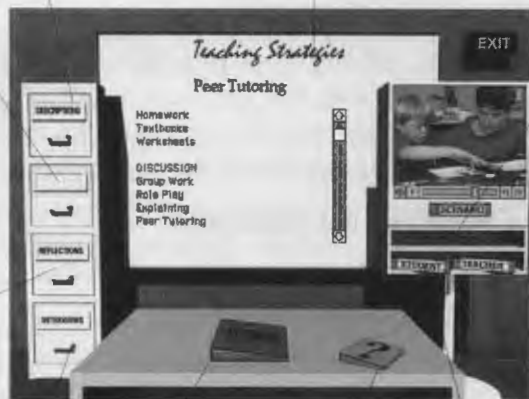 Teaching Strategies
EXIT
Peer Tutoring
Homework
Textbooks
Worksheets
DISCUSSION
Group Work
Role Play
Explaining
Peer Tutoring
DESCRIPTIONS
REFLECTIONS
SCENARIO
STUDENT
TEACHER
?